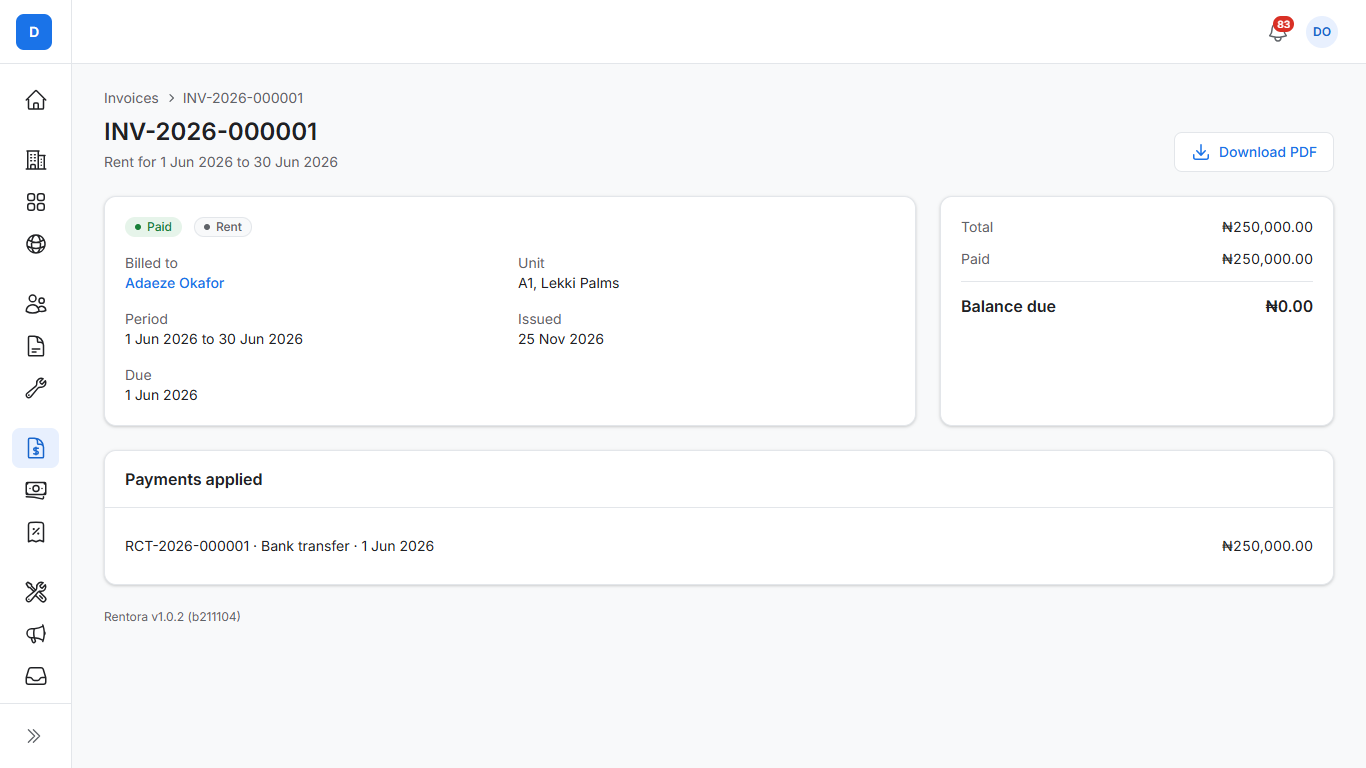 D
83
DO
Invoices > INV-2026-000001
INV-2026-000001
Rent for 1 Jun 2026 to 30 Jun 2026
Download PDF
Paid
Rent
Billed to
Adaeze Okafor
Unit
A1, Lekki Palms
Period
1 Jun 2026 to 30 Jun 2026
Issued
25 Nov 2026
Due
1 Jun 2026
Total ₦250,000.00
Paid ₦250,000.00
Balance due ₦0.00
Payments applied
RCT-2026-000001 · Bank transfer · 1 Jun 2026 ₦250,000.00
Rentora v1.0.2 (b211104)